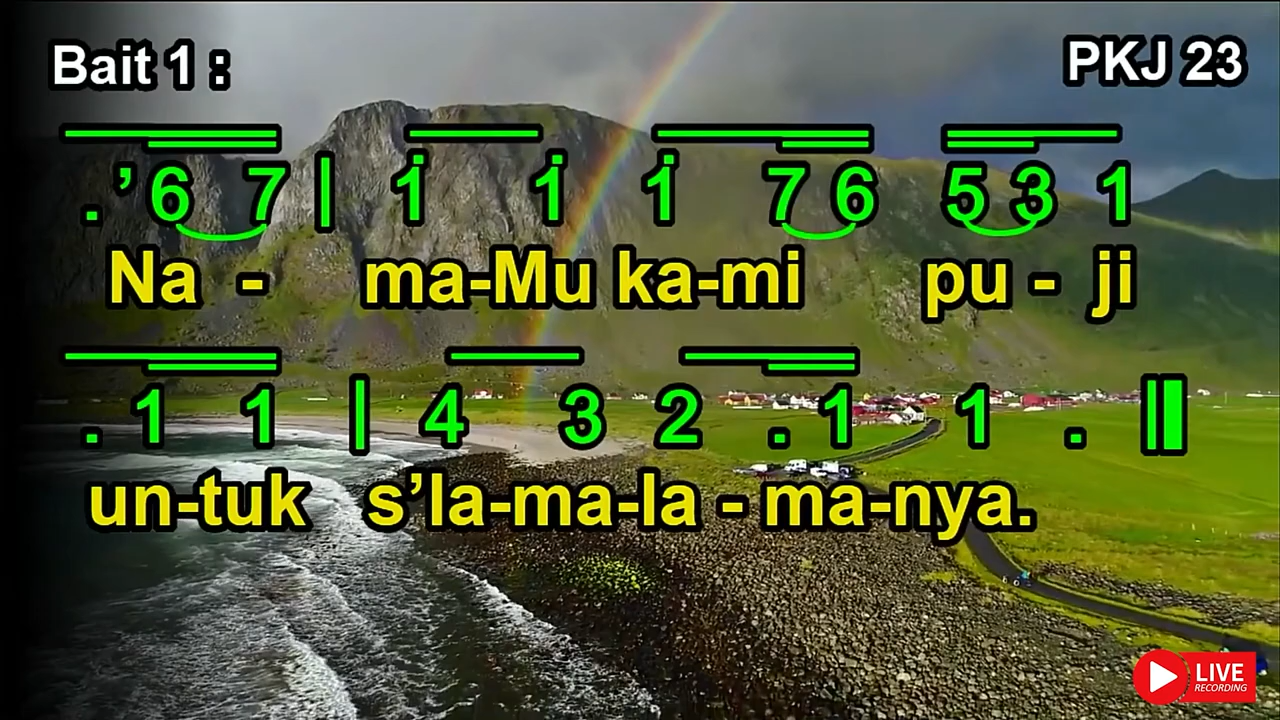 Bait 1 : PKJ 23
. ’ 6 7 | 1̇ 1̇ 1̇ 7 6 5 3 1
Na - ma-Mu ka-mi pu - ji
. 1 1 | 4 3 2 . 1 1 . ||
un-tuk s’la-ma-la - ma-nya.
LIVE
RECORDING